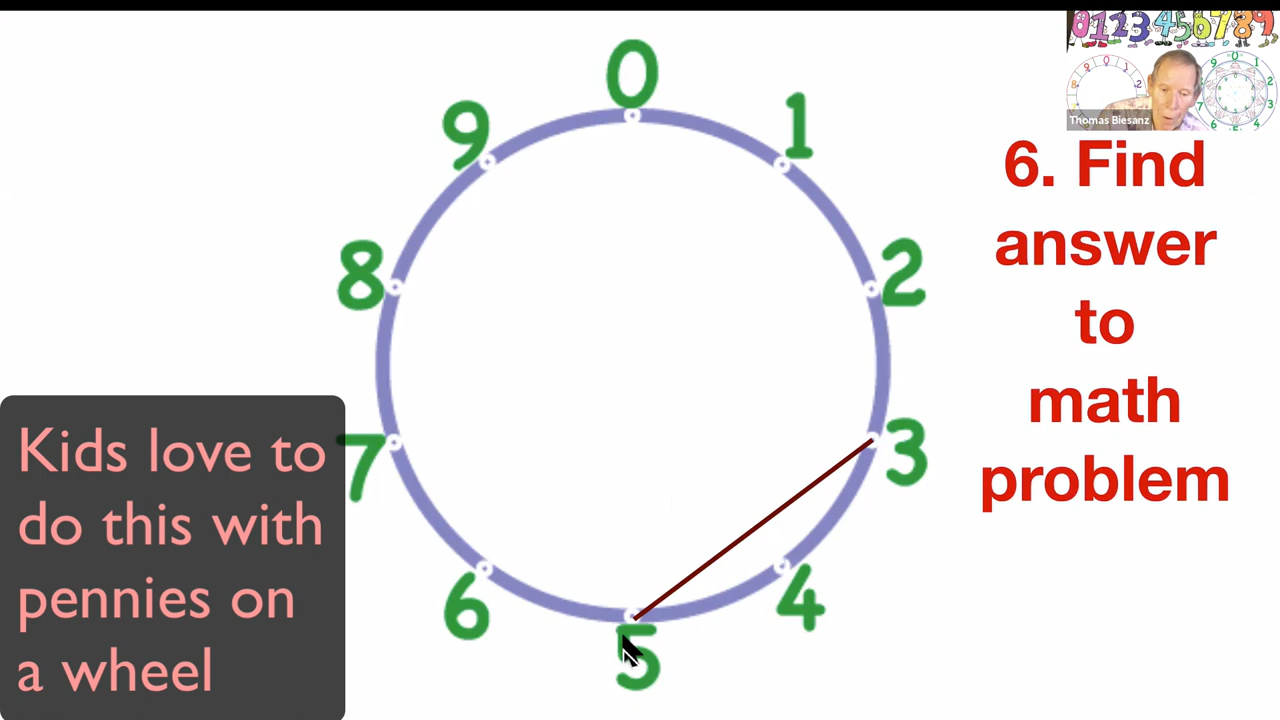 0123456789
Thomas Biesanz
0
1
2
3
4
5
6
7
8
9
6. Find
answer
to
math
problem
Kids love to
do this with
pennies on
a wheel